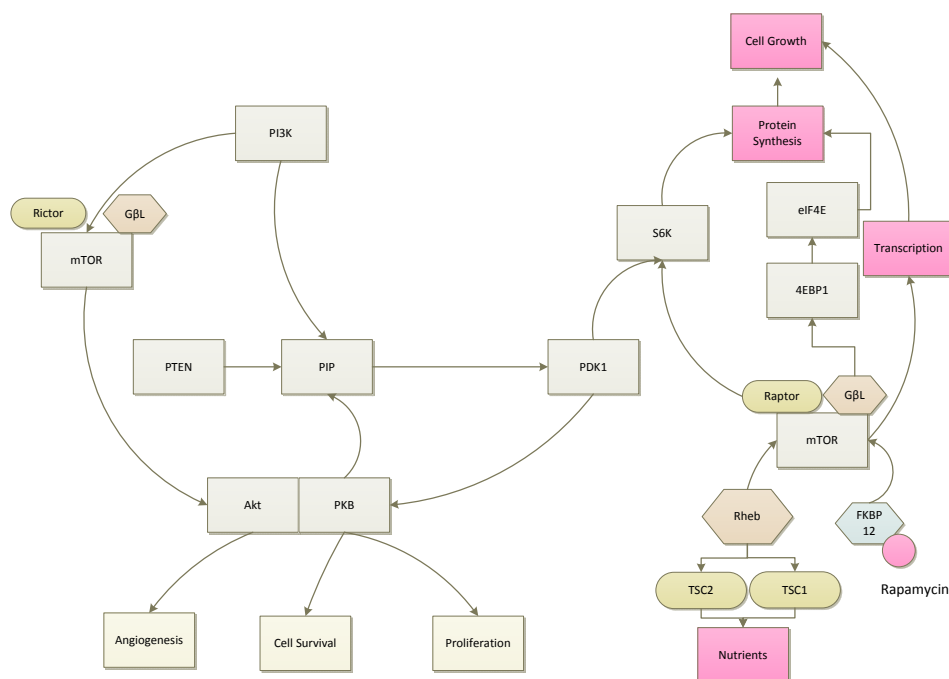 Cell Growth
PI3K
Protein
Synthesis
Rictor
GβL
eIF4E
mTOR
S6K
Transcription
4EBP1
PTEN
PIP
PDK1
Raptor
GβL
mTOR
Akt
PKB
Rheb
FKBP
12
TSC2
TSC1
Rapamycin
Angiogenesis
Cell Survival
Proliferation
Nutrients